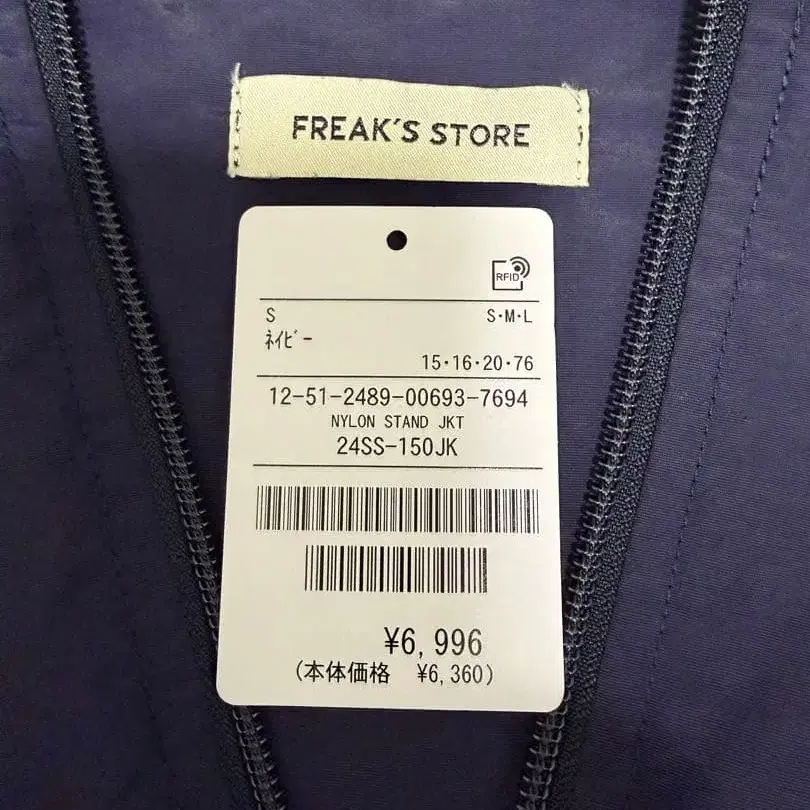 FREAK'S STORE
RFID
S S・M・L
ﾈｲﾋﾞｰ
15・16・20・76
12-51-2489-00693-7694
NYLON STAND JKT
24SS-150JK
¥6,996
(本体価格 ¥6,360)